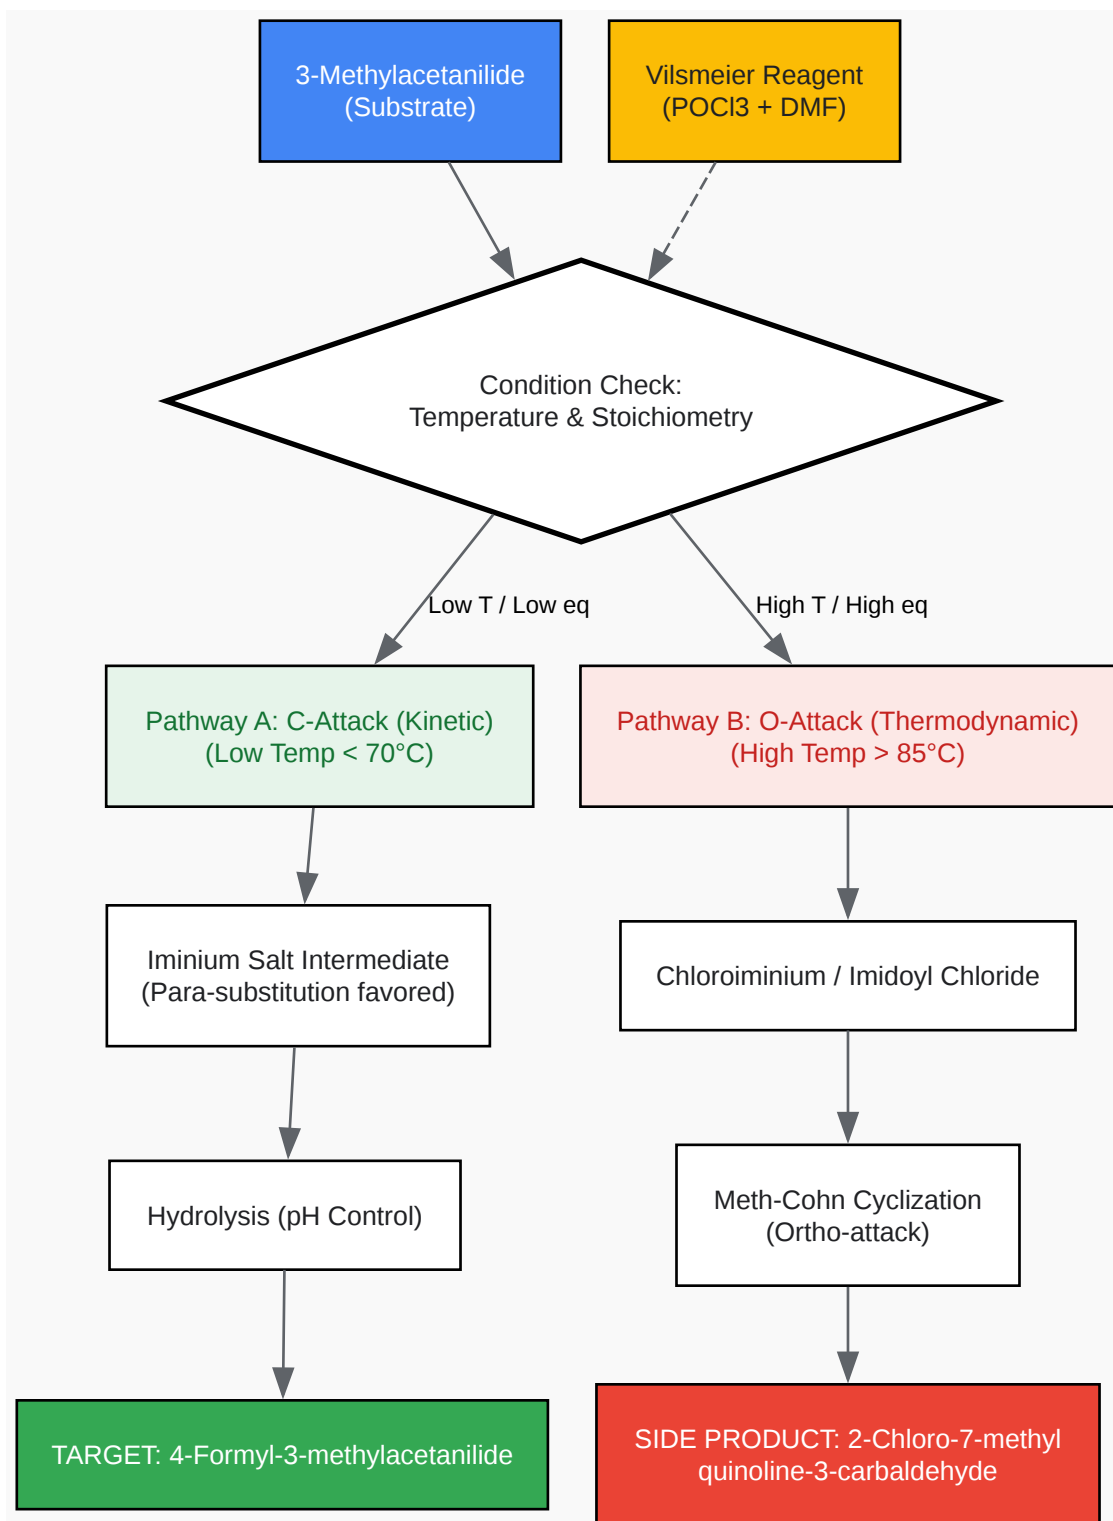 3-Methylacetanilide
(Substrate)
Vilsmeier Reagent
(POCl3 + DMF)
Condition Check:
Temperature & Stoichiometry
Low T / Low eq
High T / High eq
Pathway A: C-Attack (Kinetic)
(Low Temp < 70°C)
Pathway B: O-Attack (Thermodynamic)
(High Temp > 85°C)
Iminium Salt Intermediate
(Para-substitution favored)
Chloroiminium / Imidoyl Chloride
Hydrolysis (pH Control)
Meth-Cohn Cyclization
(Ortho-attack)
TARGET: 4-Formyl-3-methylacetanilide
SIDE PRODUCT: 2-Chloro-7-methyl
quinoline-3-carbaldehyde